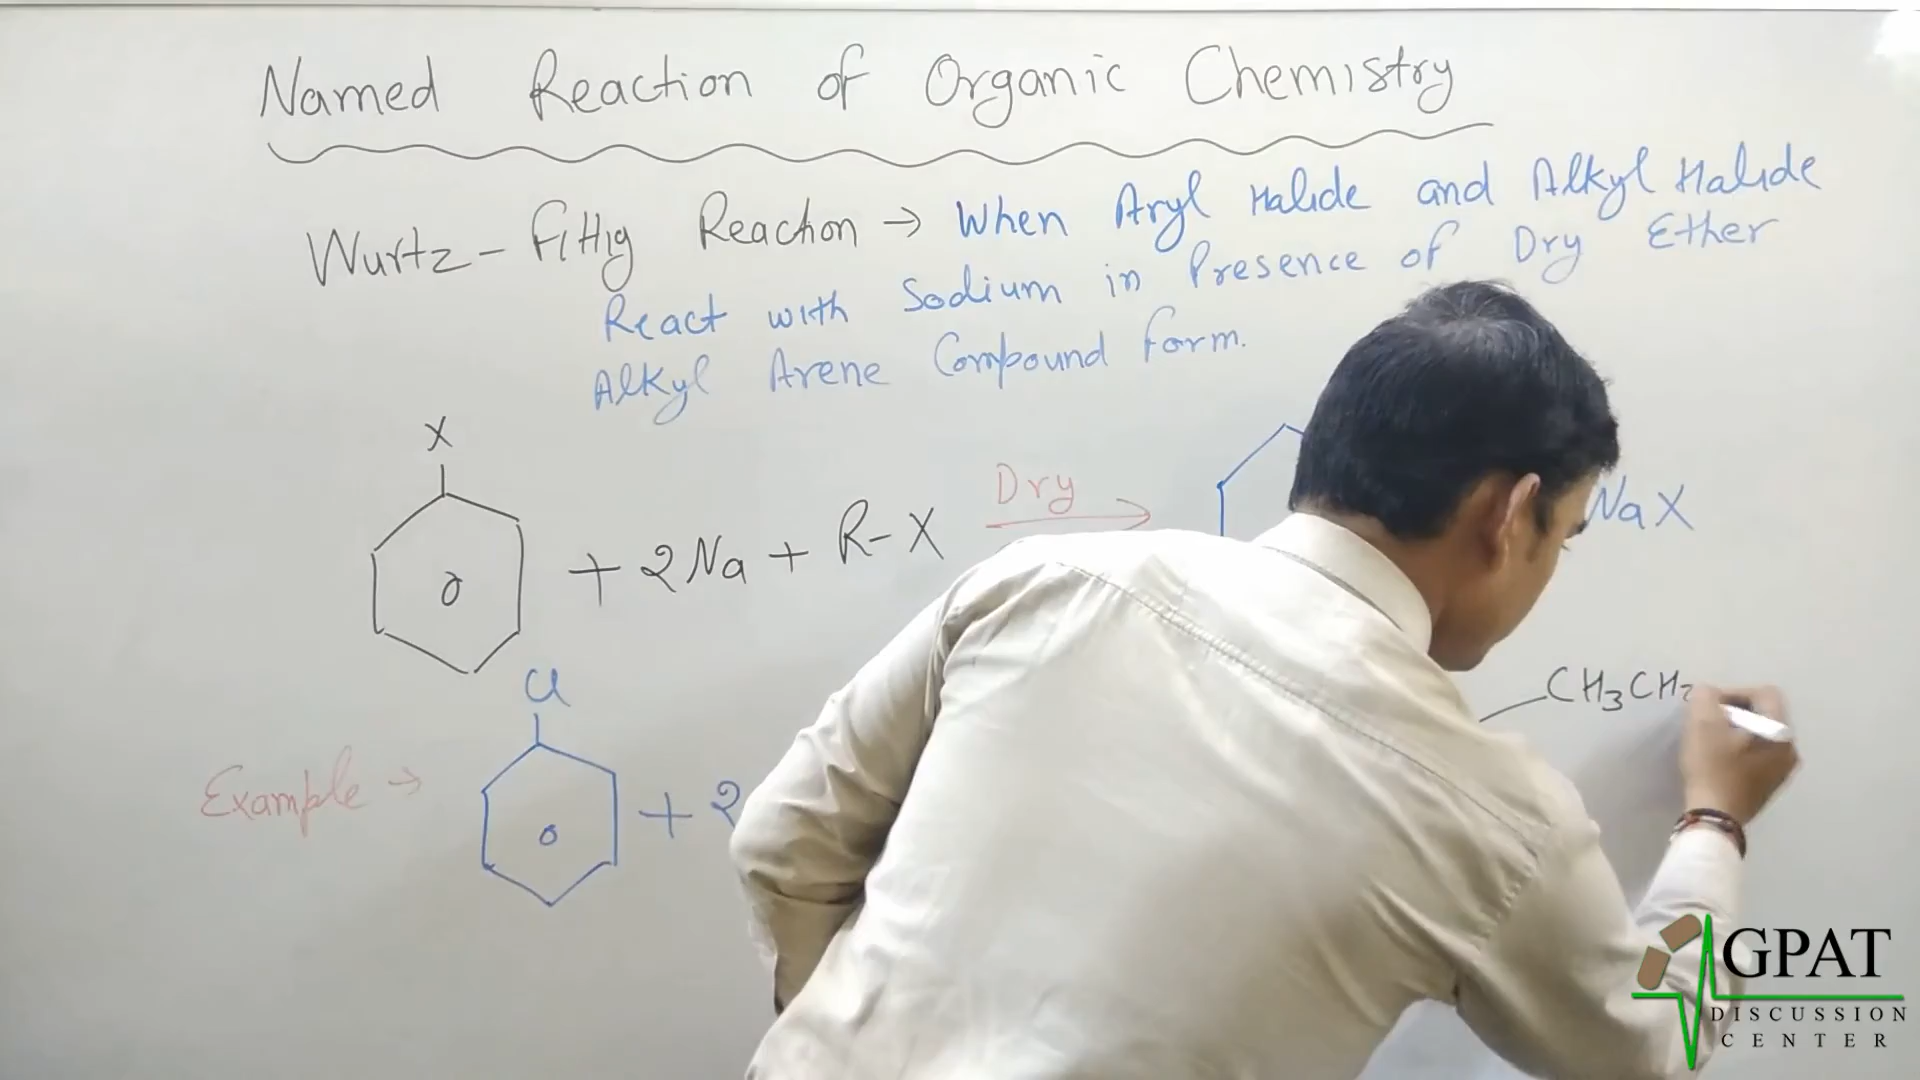 Named Reaction of Organic Chemistry
Wurtz-Fittig Reaction → When Aryl Halide and Alkyl Halide
React with Sodium in Presence of Dry Ether
Alkyl Arene Compound form.
X
+ 2Na + R-X
Dry
NaX
Cl
Example →
+ 2
CH3CH2
GPAT
DISCUSSION
CENTER